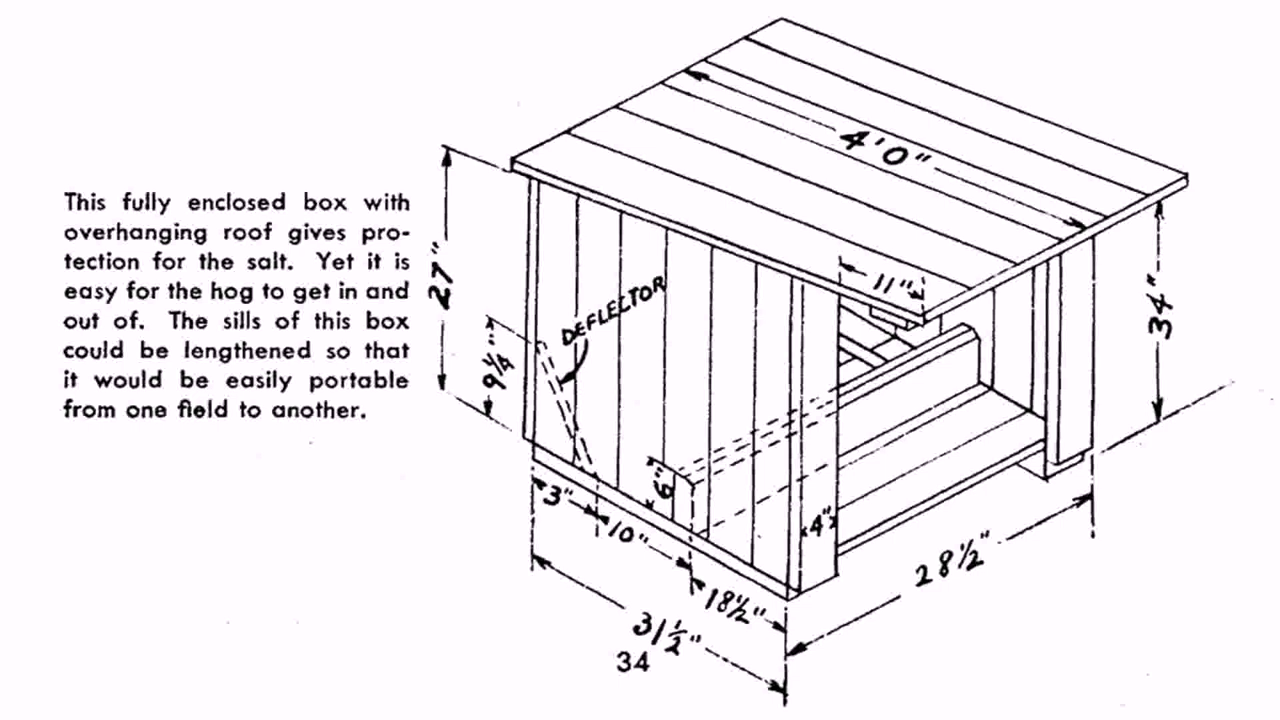 This fully enclosed box with
overhanging roof gives pro-
tection for the salt. Yet it is
easy for the hog to get in and
out of. The sills of this box
could be lengthened so that
it would be easily portable
from one field to another.
4'0"
27"
11"
34"
DEFLECTOR
9¼"
6"
3"
10"
4"
18½"
28½"
31½"
34